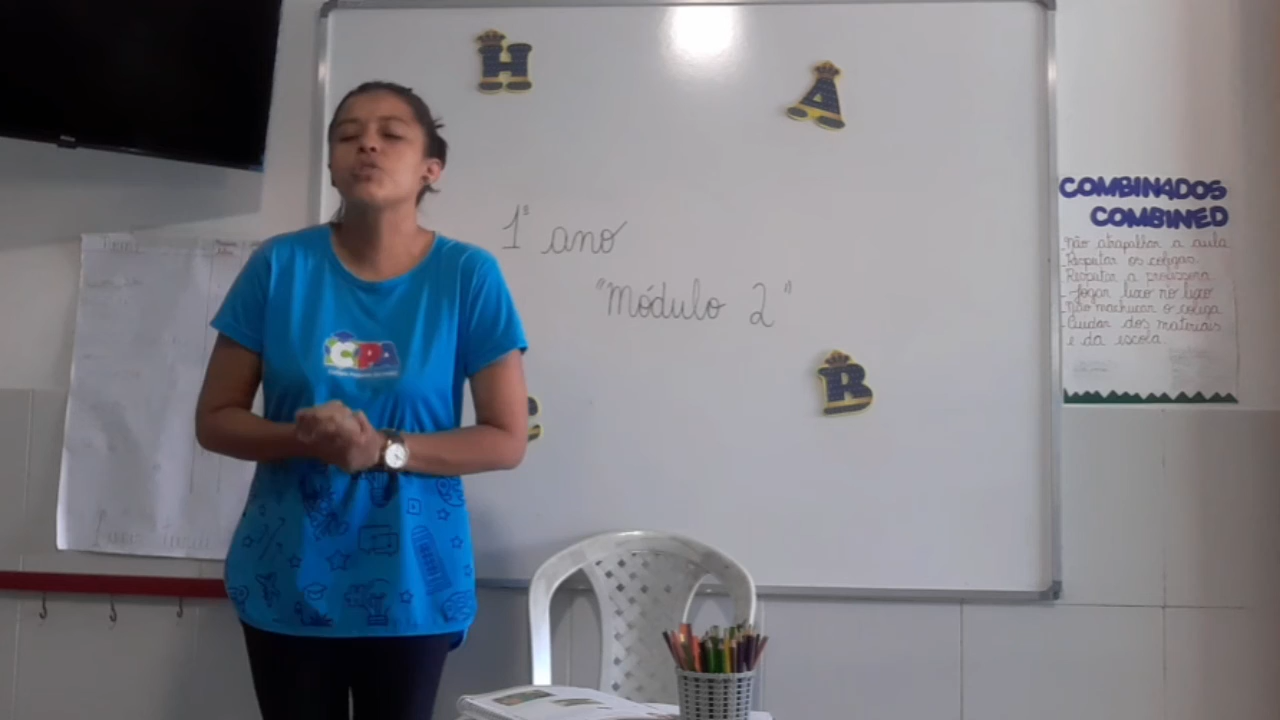 H
A
1º ano
"Módulo 2"
R
CPA
COMBINADOS
COMBINED
-Não atrapalhar a aula
-Respeitar os colegas
-Respeitar a professora
-Jogar lixo no lixo
-Não machucar o colega
-Cuidar dos materiais
e da escola.